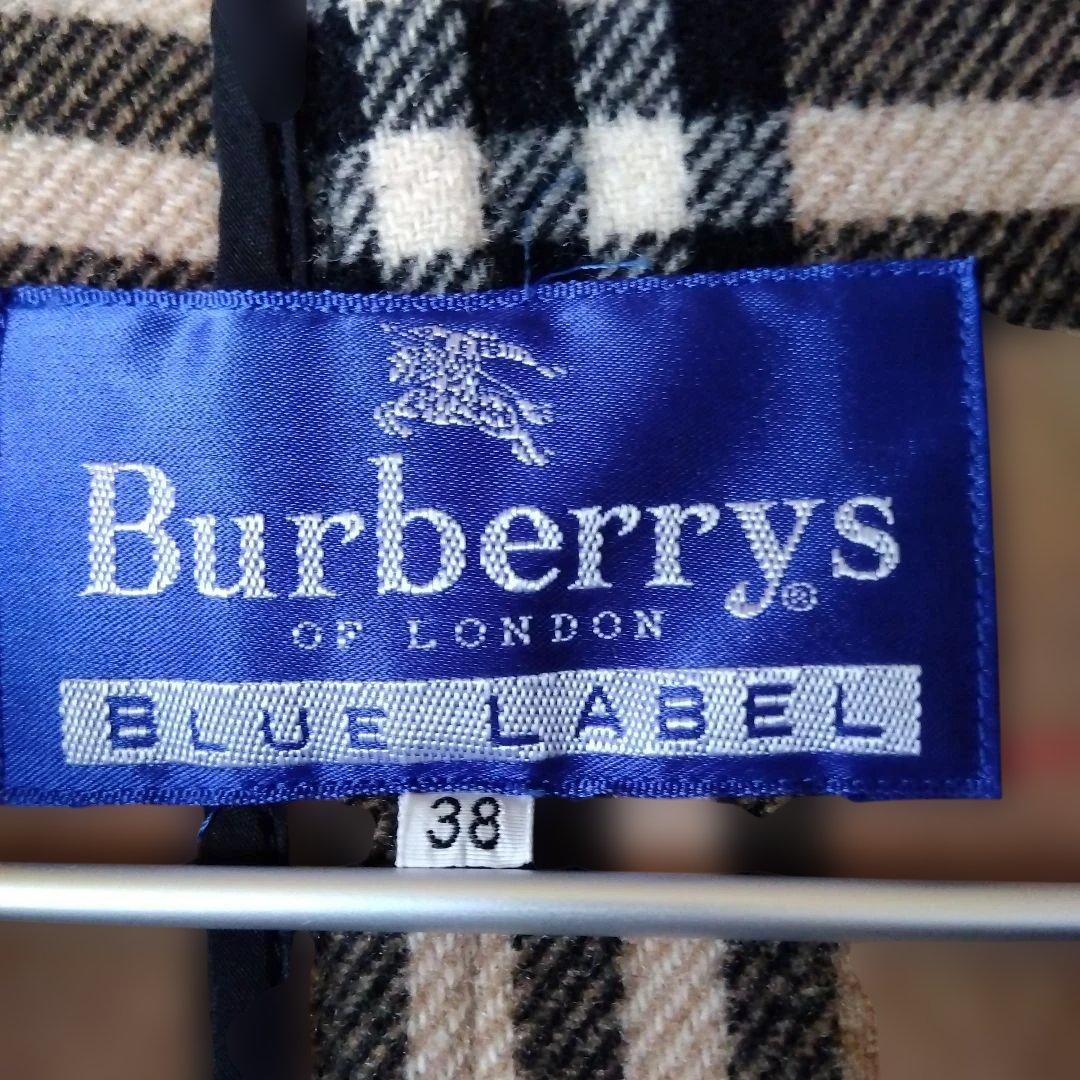 Burberrys®
OF LONDON
BLUE LABEL
38